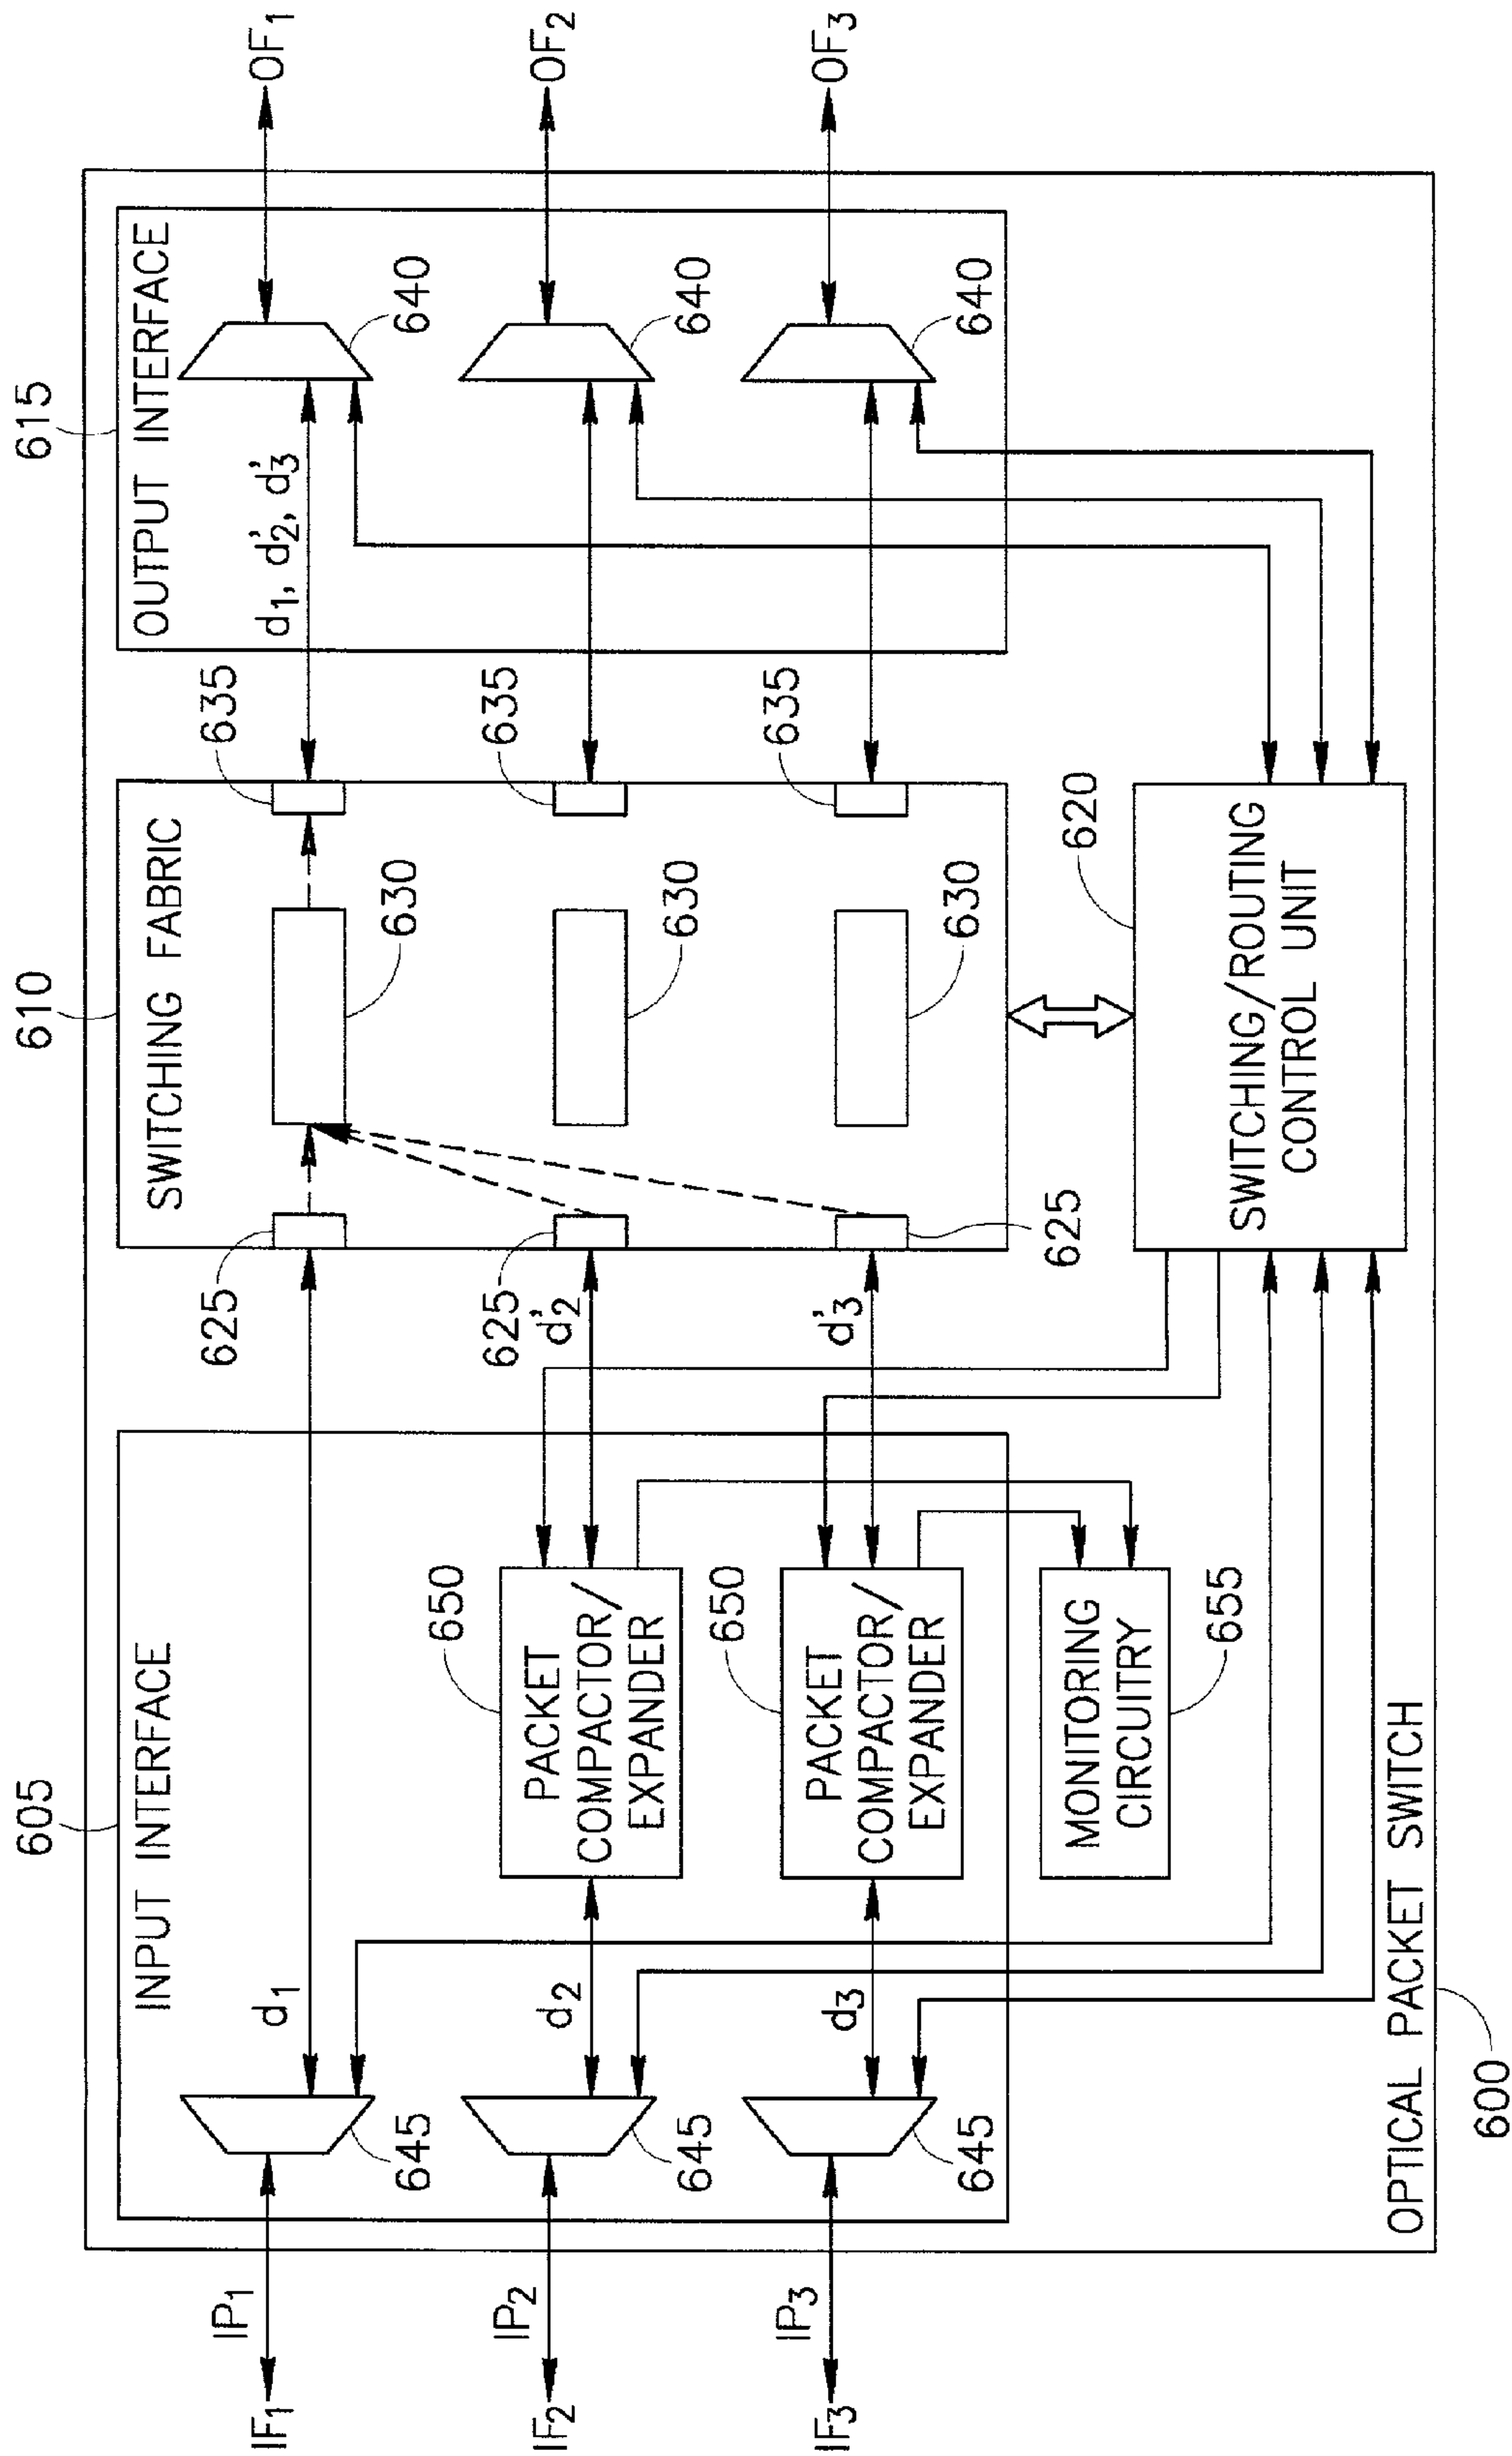 605
610
615
INPUT INTERFACE
SWITCHING FABRIC
OUTPUT INTERFACE
IF1
IP1
d1
625
635
d1, d'2, d'3
OF1
645
630
640
IF2
IP2
d2
650
PACKET
COMPACTOR/
EXPANDER
d'2
625
630
635
640
OF2
645
IF3
IP3
d3
650
PACKET
COMPACTOR/
EXPANDER
d'3
625
630
635
640
OF3
645
MONITORING
CIRCUITRY
655
620
SWITCHING/ROUTING
CONTROL UNIT
OPTICAL PACKET SWITCH
600